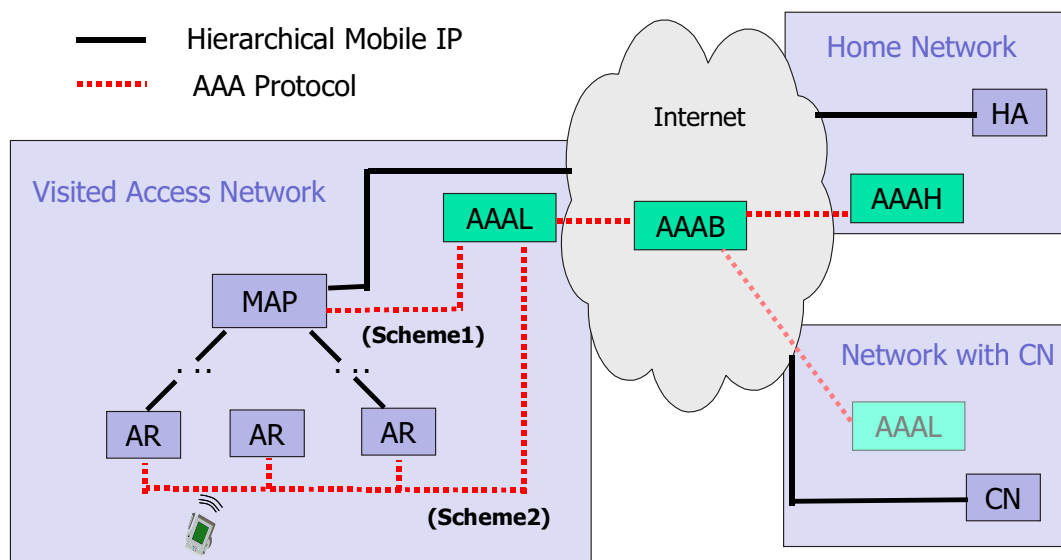 Hierarchical Mobile IP
AAA Protocol
Internet
Home Network
HA
AAAH
Visited Access Network
AAAL
AAAB
MAP
(Scheme1)
. ..
. ..
AR
AR
AR
(Scheme2)
Network with CN
AAAL
CN